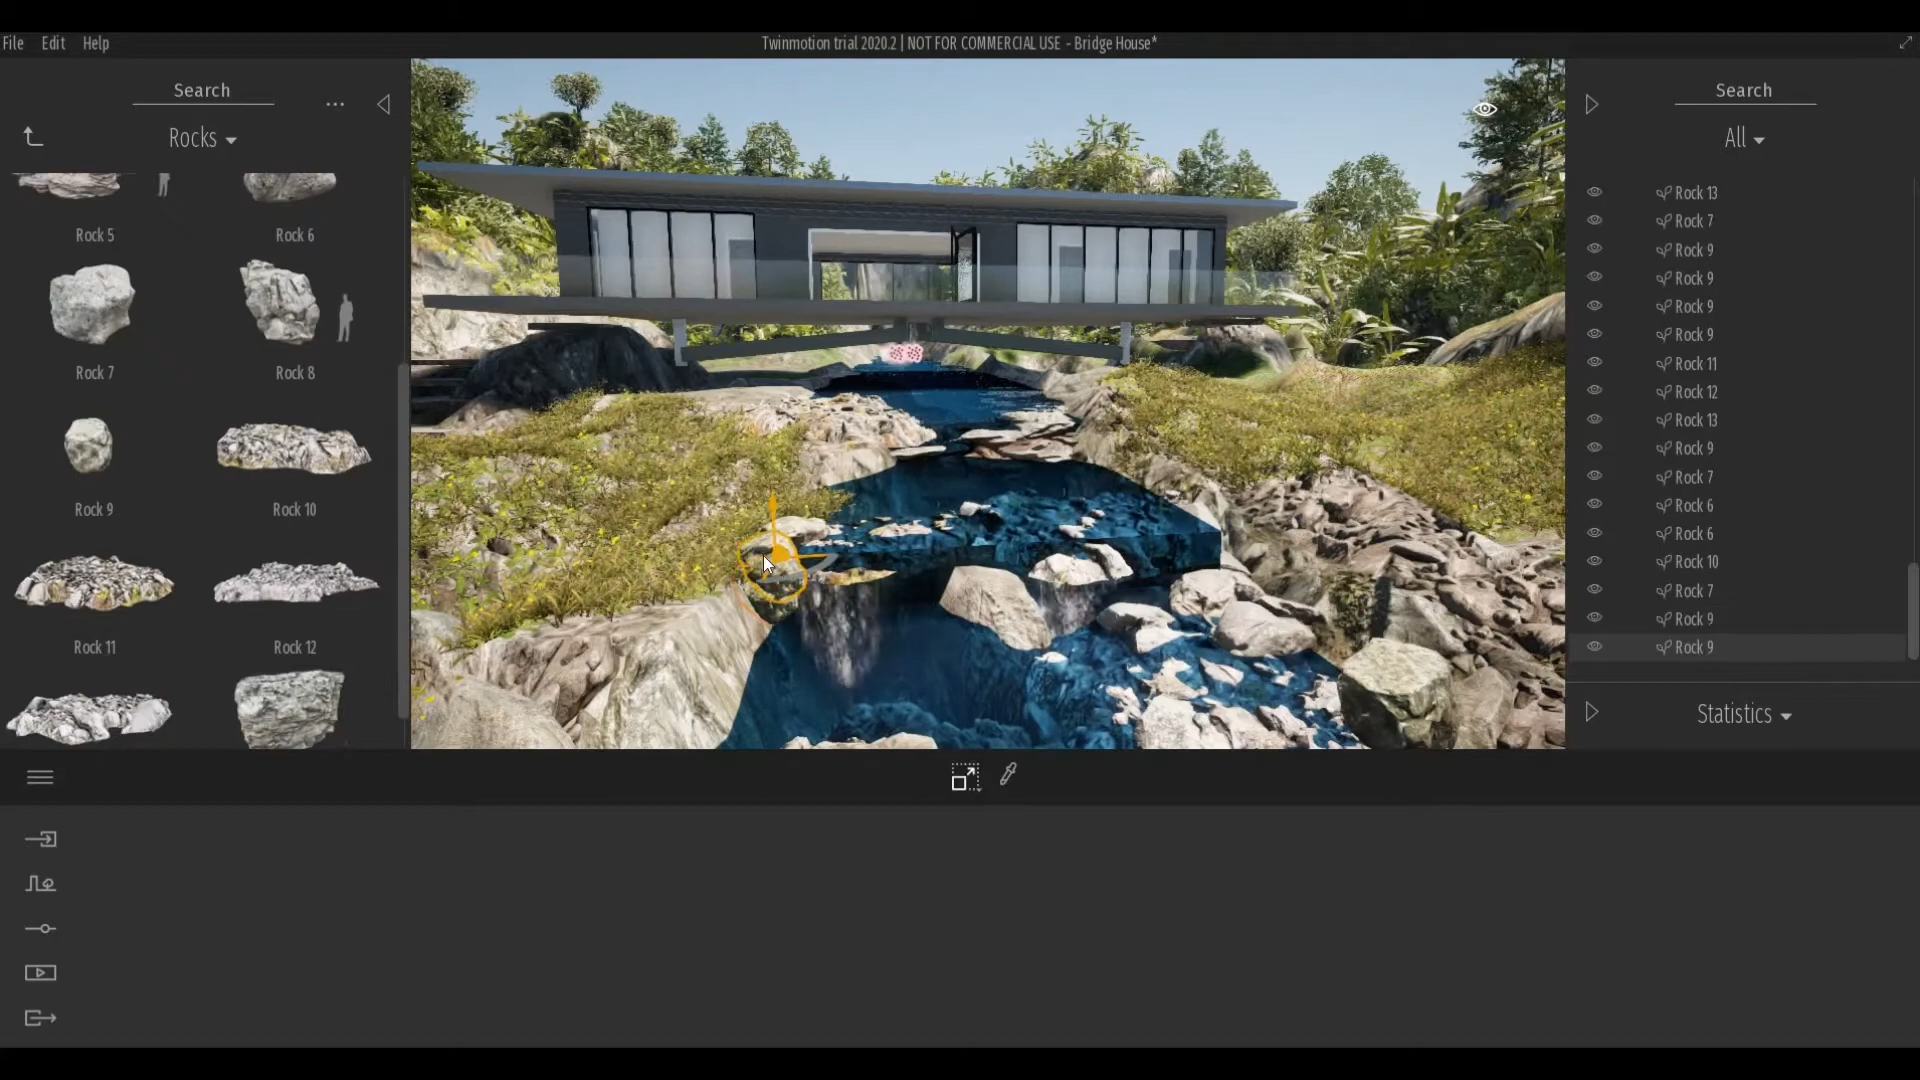 File Edit Help
Twinmotion trial 2020.2 | NOT FOR COMMERCIAL USE - Bridge House*
Search
...
Rocks
Rock 5
Rock 6
Rock 7
Rock 8
Rock 9
Rock 10
Rock 11
Rock 12
Search
All
Rock 13
Rock 7
Rock 9
Rock 9
Rock 9
Rock 9
Rock 11
Rock 12
Rock 13
Rock 9
Rock 7
Rock 6
Rock 6
Rock 10
Rock 7
Rock 9
Rock 9
Statistics